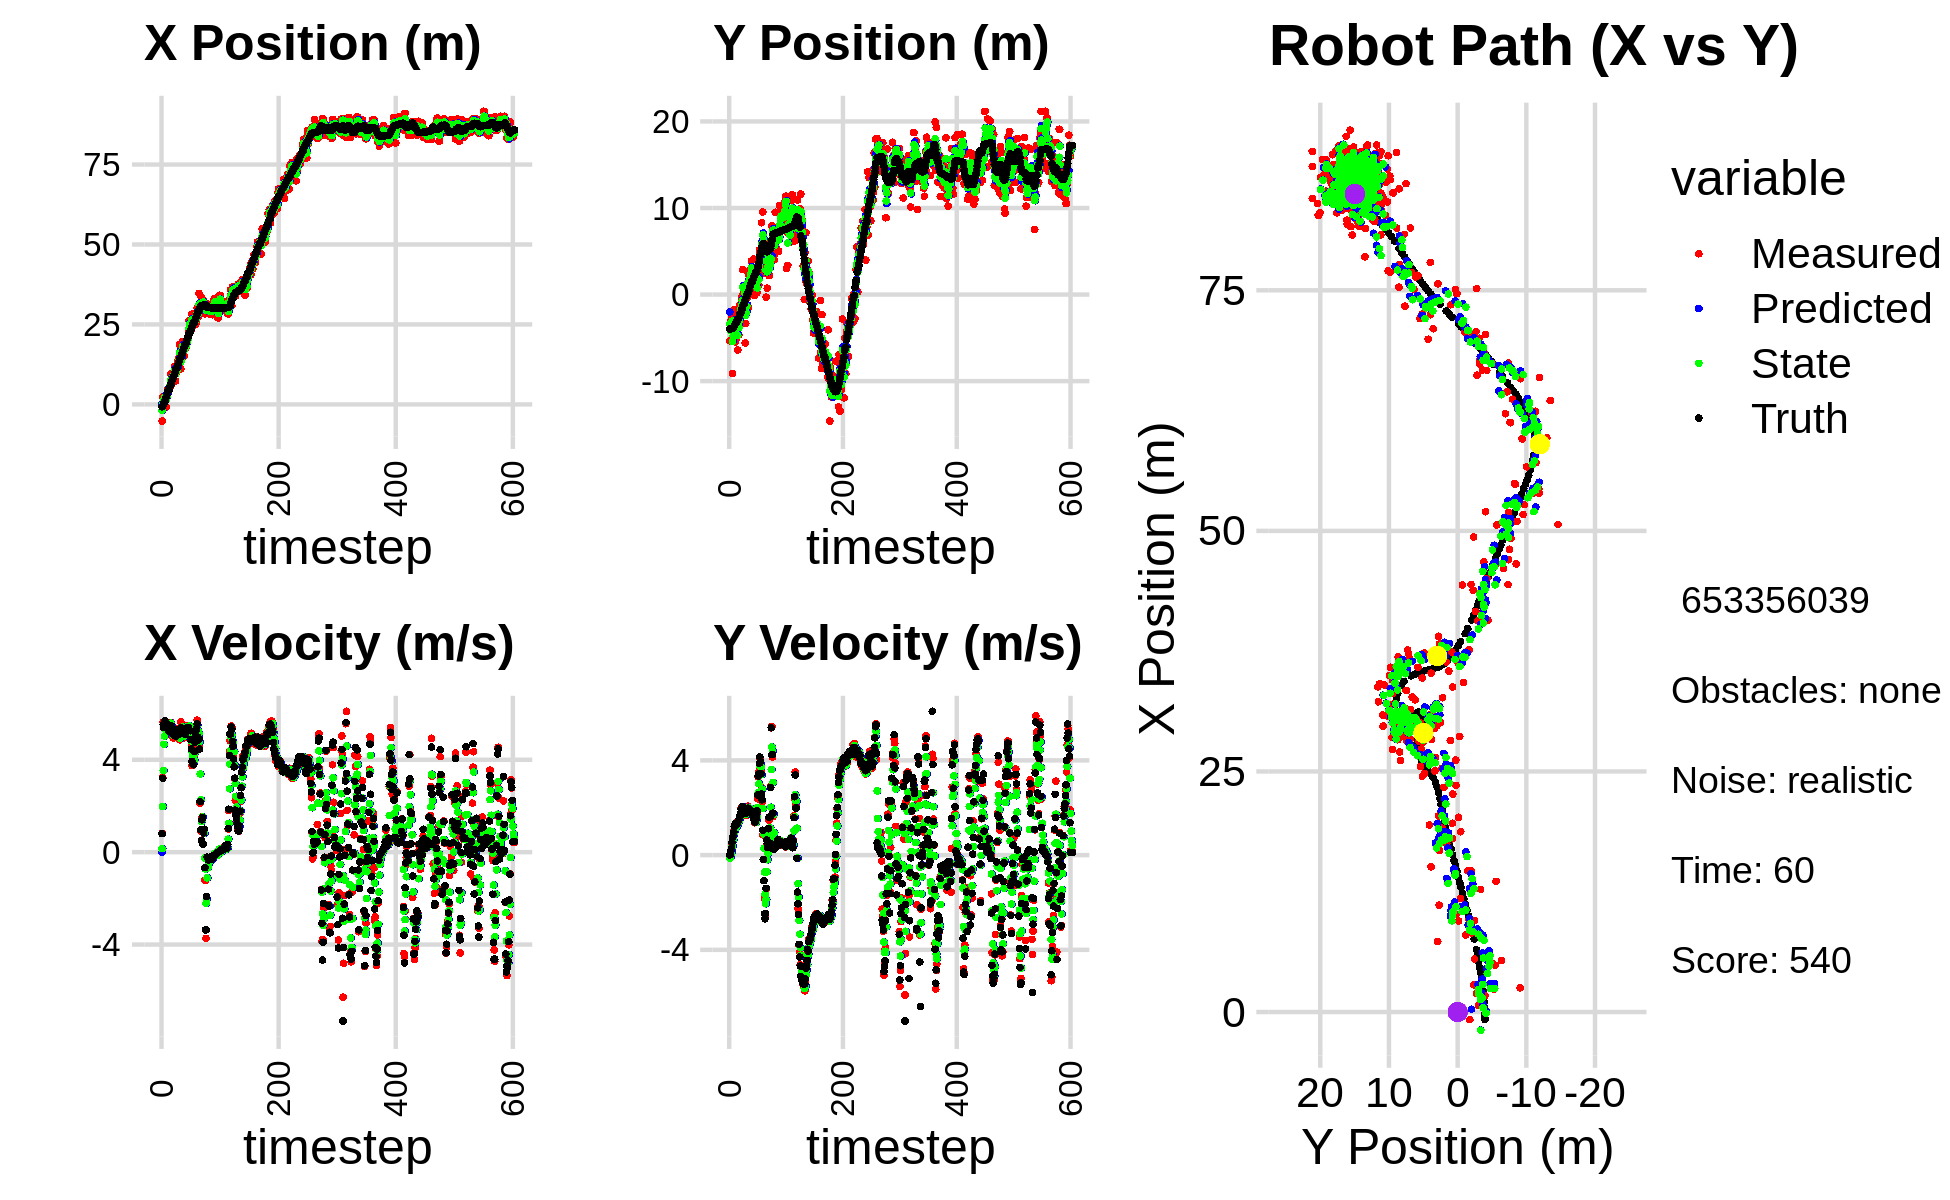 X Position (m)
75
50
25
0
0
200
400
600
timestep
Y Position (m)
20
10
0
-10
0
200
400
600
timestep
X Velocity (m/s)
4
0
-4
0
200
400
600
timestep
Y Velocity (m/s)
4
0
-4
0
200
400
600
timestep
Robot Path (X vs Y)
X Position (m)
75
50
25
0
20 10 0 -10 -20
Y Position (m)
variable
Measured
Predicted
State
Truth
653356039
Obstacles: none
Noise: realistic
Time: 60
Score: 540